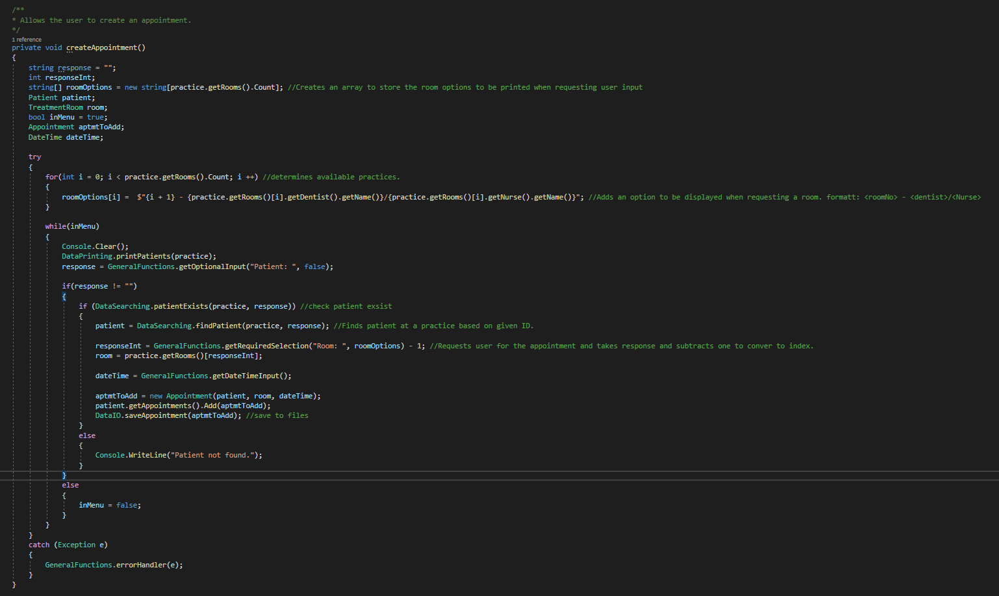 /**
* Allows the user to create an appointment.
*/
1 reference
private void createAppointment()
{
string response = "";
int responseInt;
string[] roomOptions = new string[practice.getRooms().Count]; //Creates an array to store the room options to be printed when requesting user input
Patient patient;
TreatmentRoom room;
bool inMenu = true;
Appointment aptmtToAdd;
DateTime dateTime;
try
{
for(int i = 0; i < practice.getRooms().Count; i ++) //determines available practices.
{
roomOptions[i] =  $"{i + 1} - {practice.getRooms()[i].getDentist().getName()}/{practice.getRooms()[i].getNurse().getName()}"; //Adds an option to be displayed when requesting a room. formatt: <roomNo> - <dentist>/<Nurse>
}
while(inMenu)
{
Console.Clear();
DataPrinting.printPatients(practice);
response = GeneralFunctions.getOptionalInput("Patient: ", false);
if(response != "")
{
if (DataSearching.patientExists(practice, response)) //check patient exsist
{
patient = DataSearching.findPatient(practice, response); //Finds patient at a practice based on given ID.
responseInt = GeneralFunctions.getRequiredSelection("Room: ", roomOptions) - 1; //Requests user for the appointment and takes response and subtracts one to conver to index.
room = practice.getRooms()[responseInt];
dateTime = GeneralFunctions.getDateTimeInput();
aptmtToAdd = new Appointment(patient, room, dateTime);
patient.getAppointments().Add(aptmtToAdd);
DataIO.saveAppointment(aptmtToAdd); //save to files
}
else
{
Console.WriteLine("Patient not found.");
}
}
else
{
inMenu = false;
}
}
}
catch (Exception e)
{
GeneralFunctions.errorHandler(e);
}
}